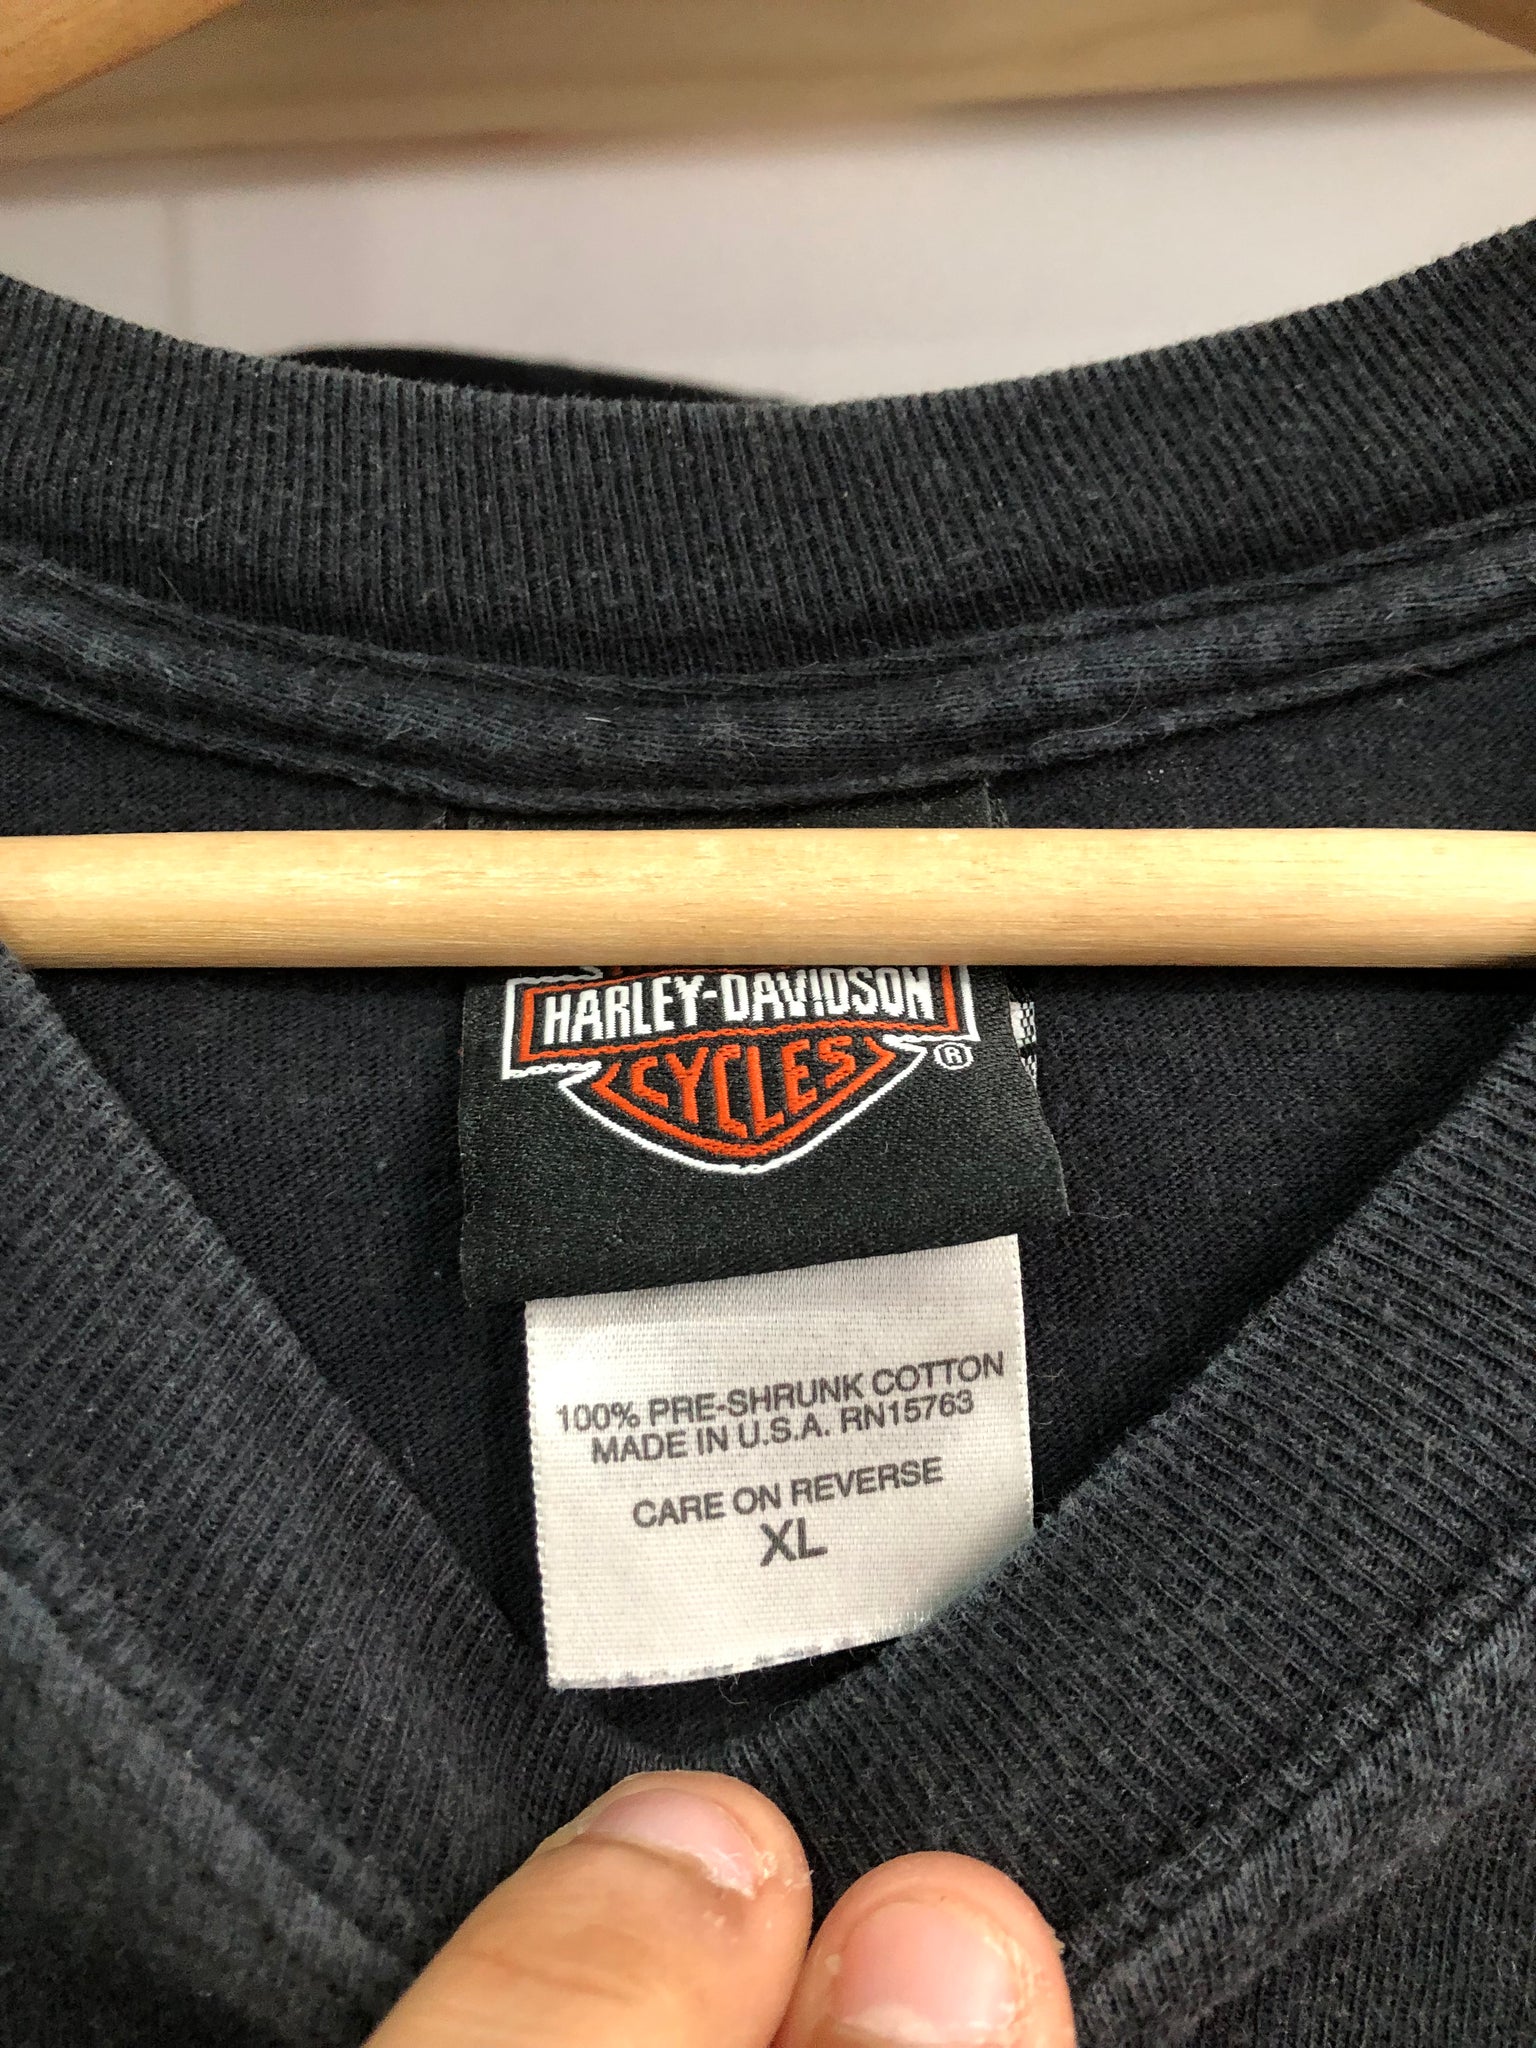 HARLEY-DAVIDSON
CYCLES ®
100% PRE-SHRUNK COTTON
MADE IN U.S.A. RN15763
CARE ON REVERSE
XL